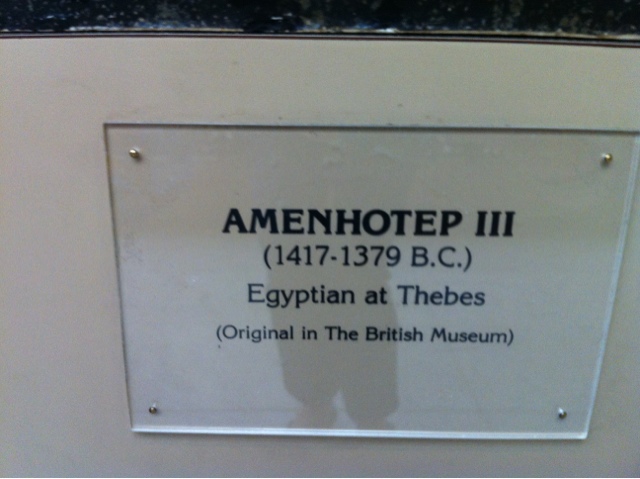 AMENHOTEP III
(1417-1379 B.C.)
Egyptian at Thebes
(Original in The British Museum)